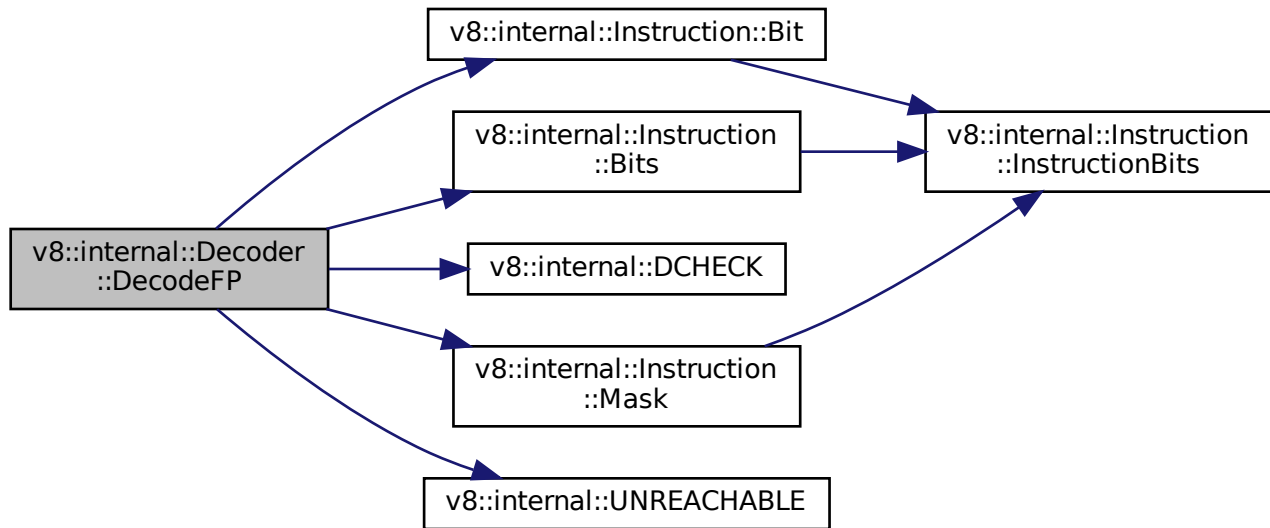 v8::internal::Instruction::Bit
v8::internal::Instruction
::Bits
v8::internal::Instruction
::InstructionBits
v8::internal::Decoder
::DecodeFP
v8::internal::DCHECK
v8::internal::Instruction
::Mask
v8::internal::UNREACHABLE